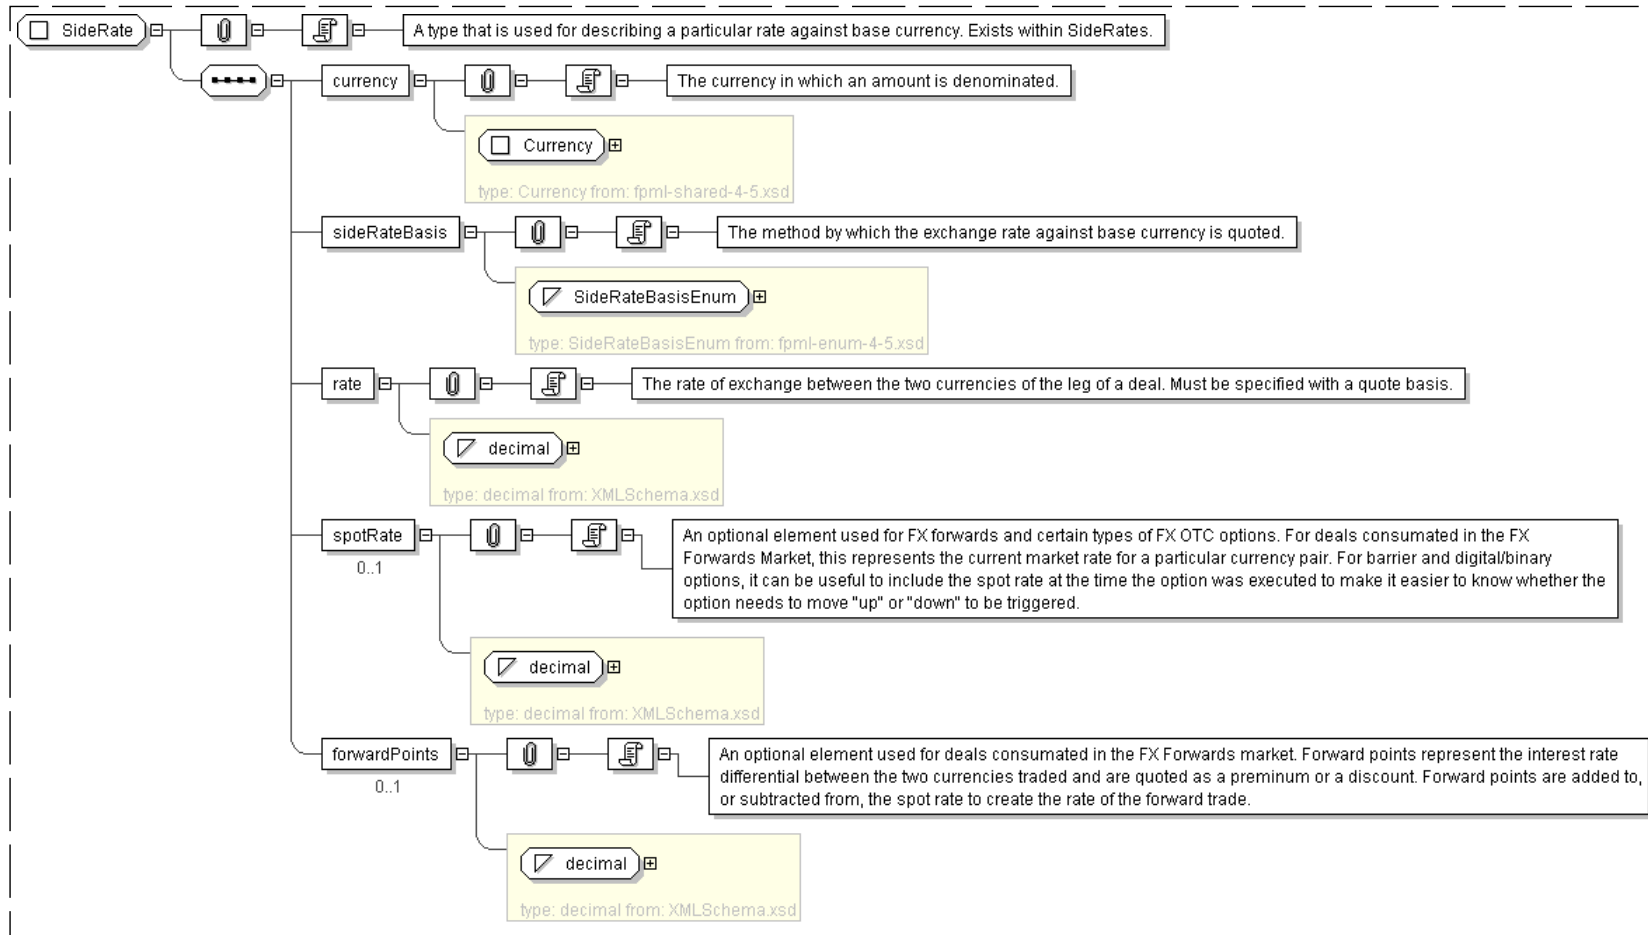 SideRate
A type that is used for describing a particular rate against base currency. Exists within SideRates.
currency
The currency in which an amount is denominated.
Currency
type: Currency from: fpml-shared-4-5.xsd
sideRateBasis
The method by which the exchange rate against base currency is quoted.
SideRateBasisEnum
type: SideRateBasisEnum from: fpml-enum-4-5.xsd
rate
The rate of exchange between the two currencies of the leg of a deal. Must be specified with a quote basis.
decimal
type: decimal from: XMLSchema.xsd
spotRate
0..1
An optional element used for FX forwards and certain types of FX OTC options. For deals consumated in the FX
Forwards Market, this represents the current market rate for a particular currency pair. For barrier and digital/binary
options, it can be useful to include the spot rate at the time the option was executed to make it easier to know whether the
option needs to move "up" or "down" to be triggered.
decimal
type: decimal from: XMLSchema.xsd
forwardPoints
0..1
An optional element used for deals consumated in the FX Forwards market. Forward points represent the interest rate
differential between the two currencies traded and are quoted as a preminum or a discount. Forward points are added to,
or subtracted from, the spot rate to create the rate of the forward trade.
decimal
type: decimal from: XMLSchema.xsd